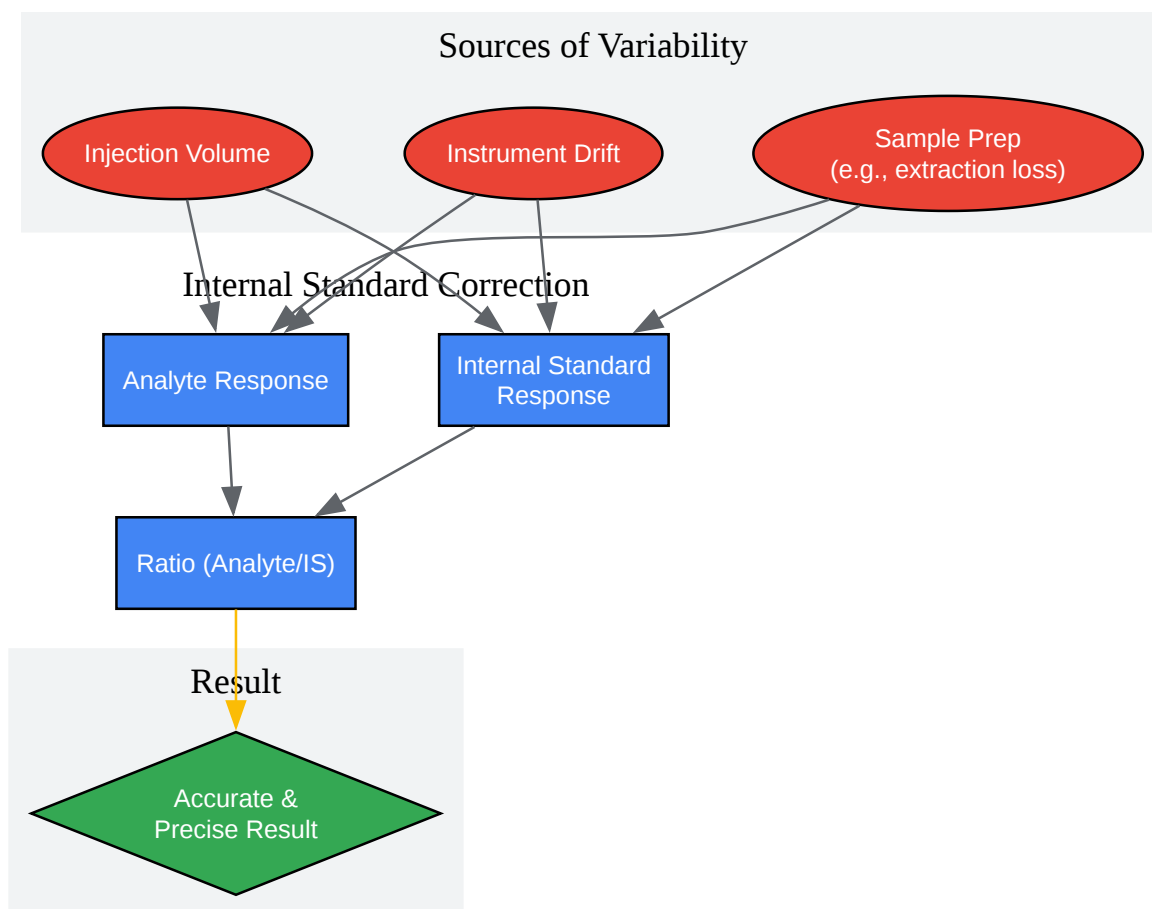 Sources of Variability
Injection Volume
Instrument Drift
Sample Prep
(e.g., extraction loss)
Internal Standard Correction
Analyte Response
Internal Standard
Response
Ratio (Analyte/IS)
Result
Accurate &
Precise Result